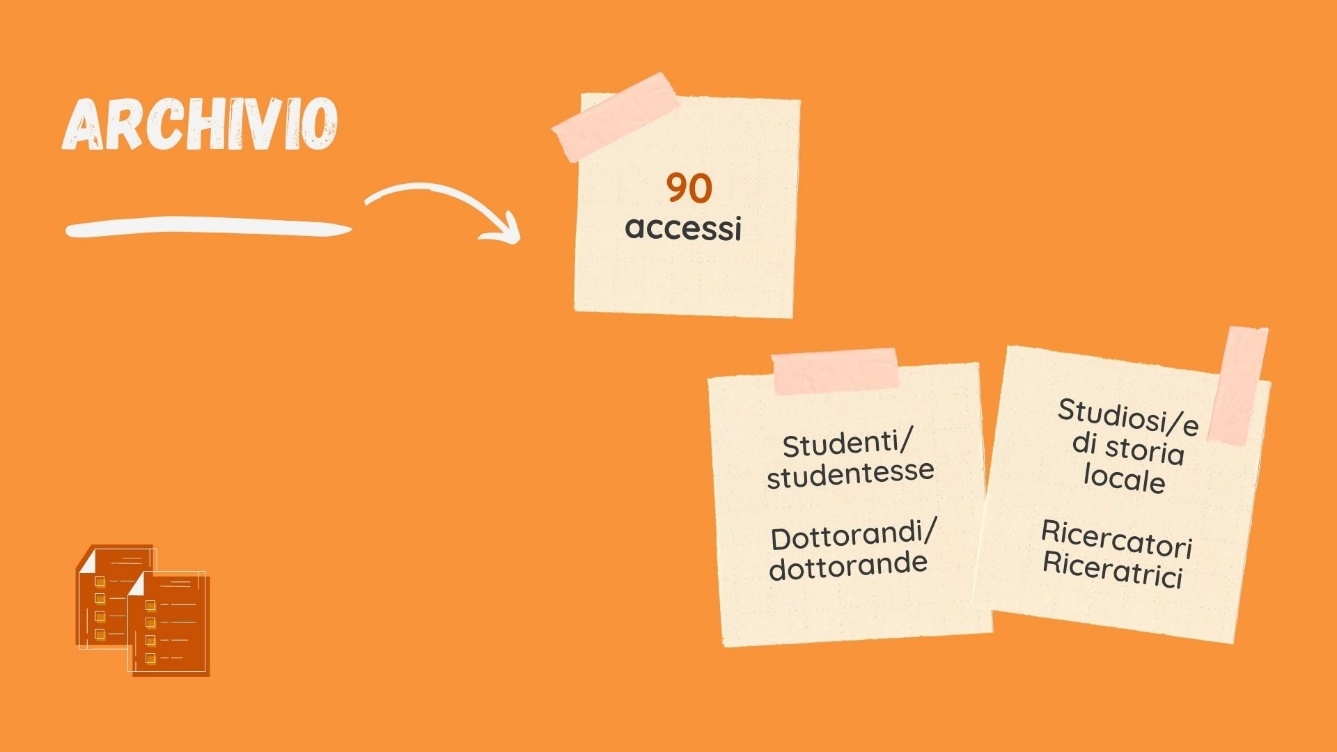 ARCHIVIO
90
accessi
Studenti/
studentesse
Dottorandi/
dottorande
Studiosi/e
di storia
locale
Ricercatori
Riceratrici